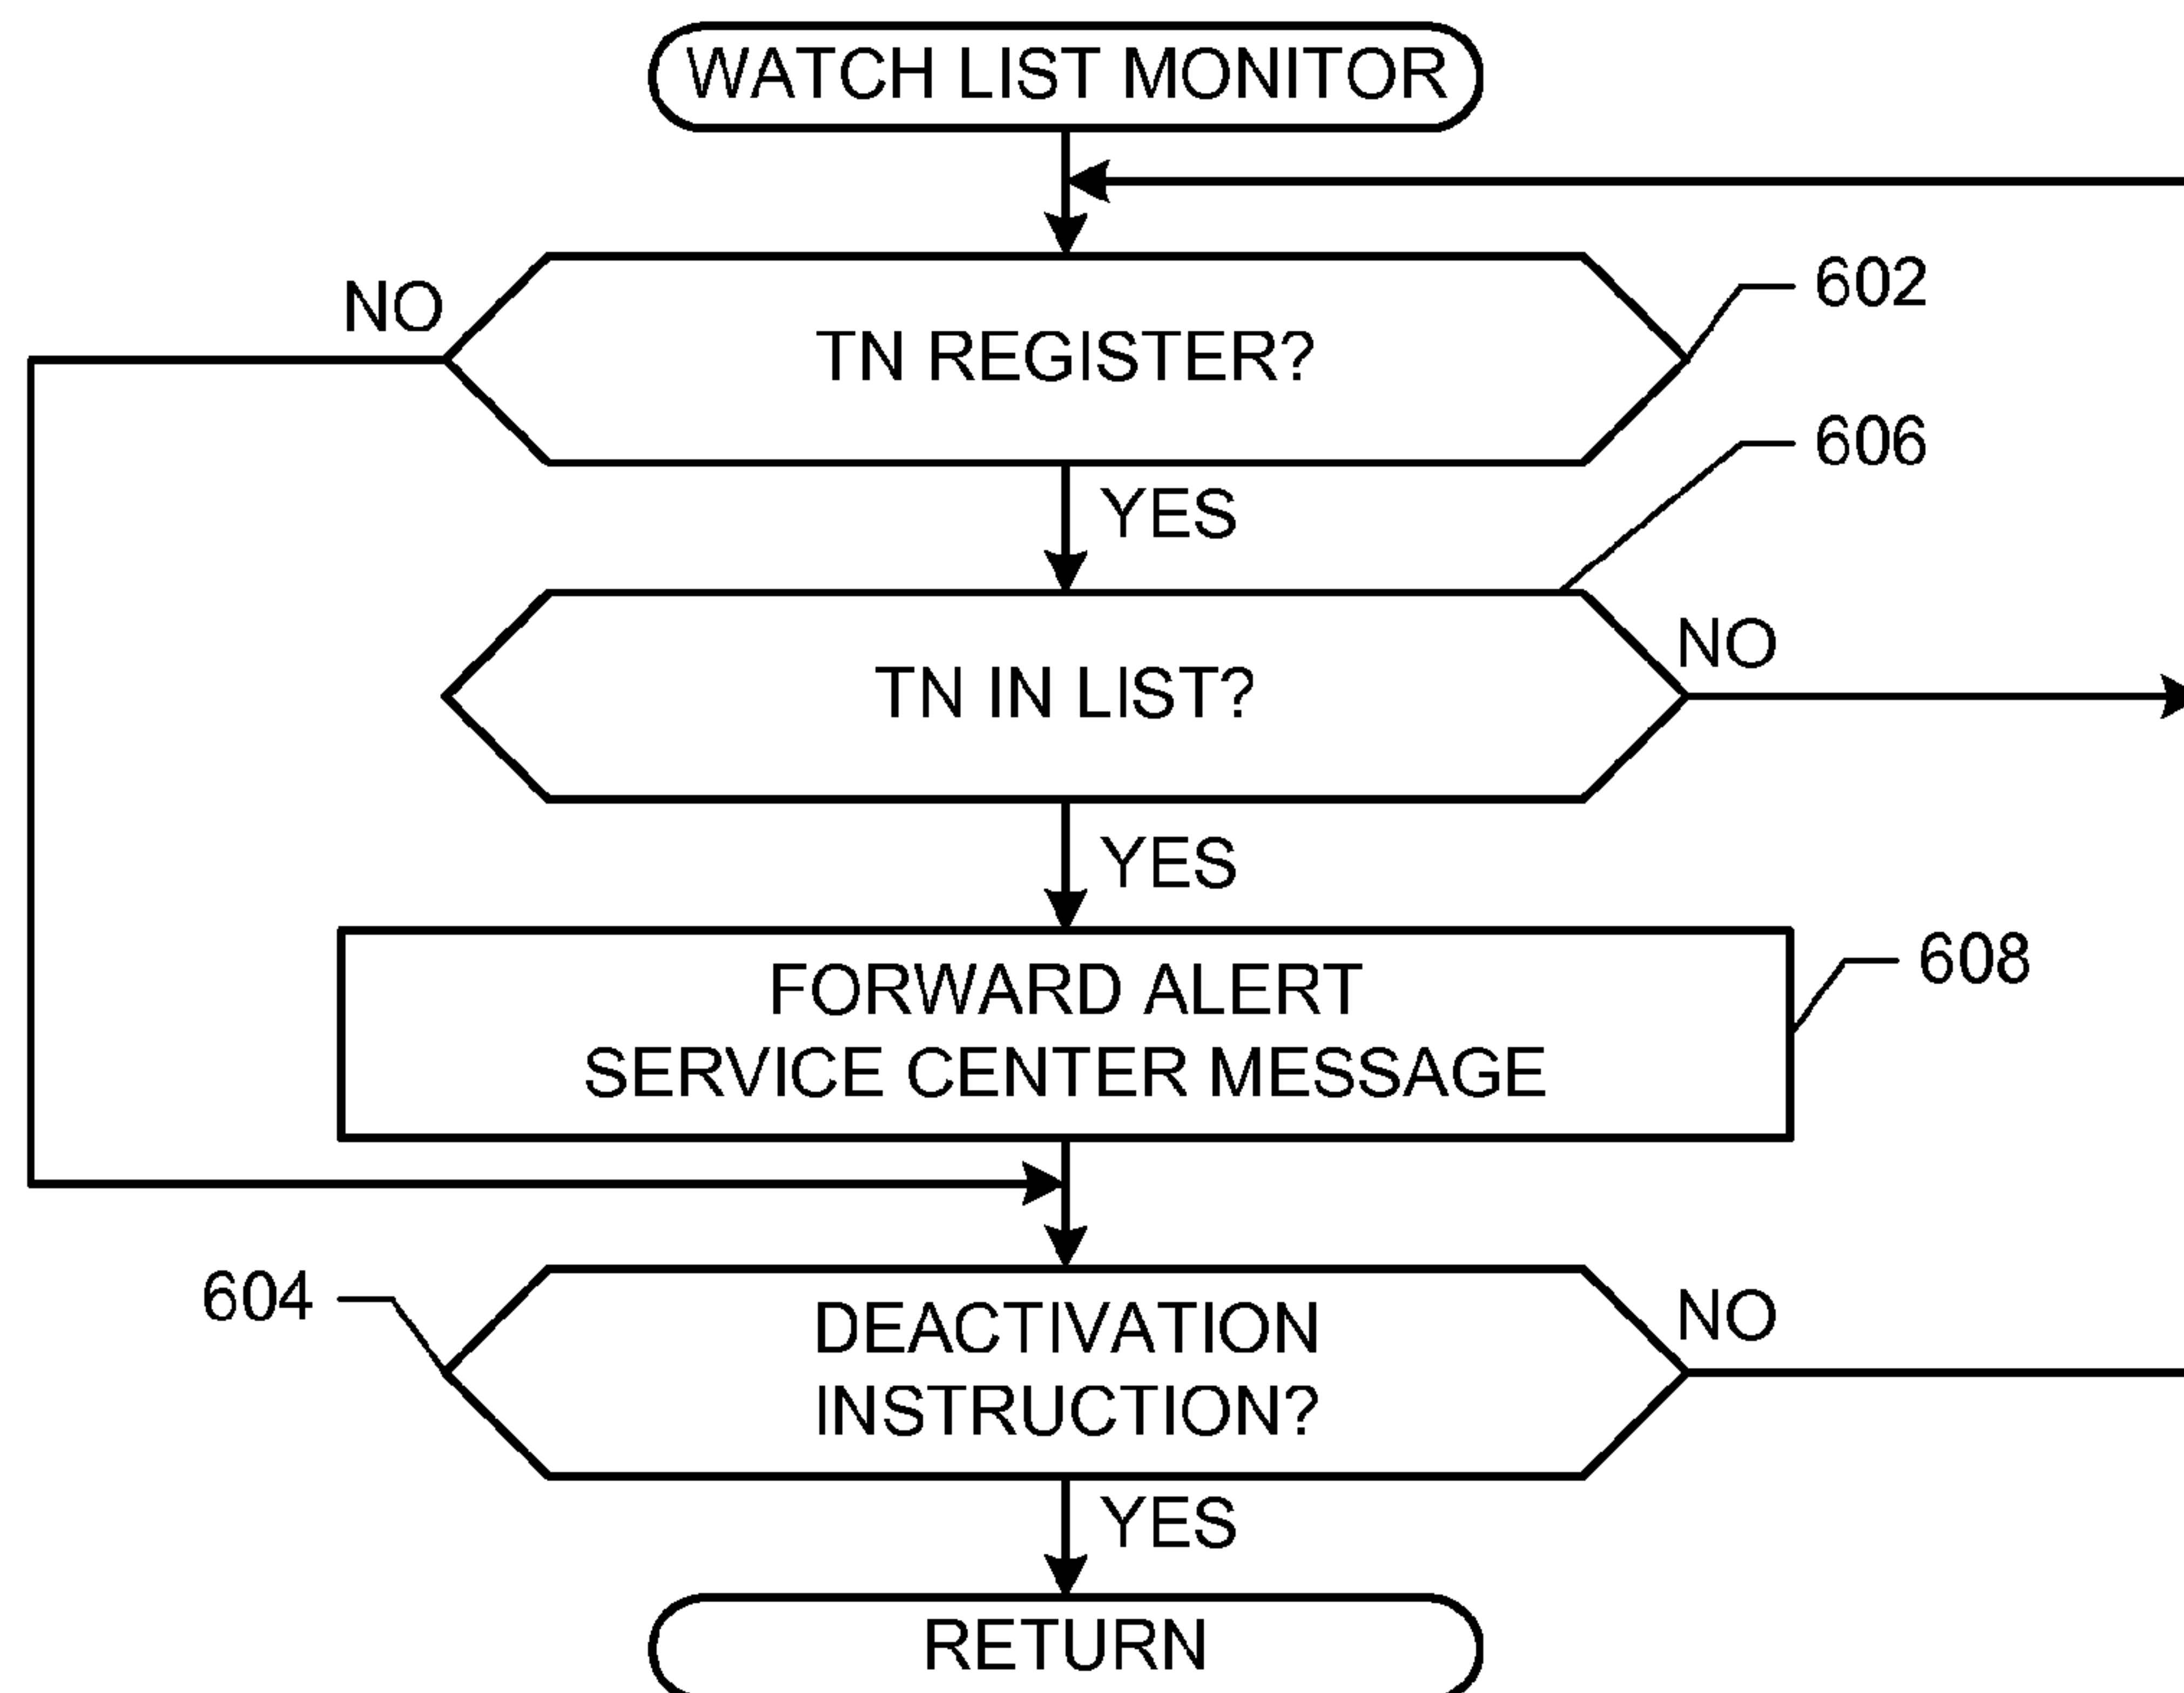 WATCH LIST MONITOR
NO
602
TN REGISTER?
606
YES
NO
TN IN LIST?
YES
608
FORWARD ALERT
SERVICE CENTER MESSAGE
604
NO
DEACTIVATION
INSTRUCTION?
YES
RETURN